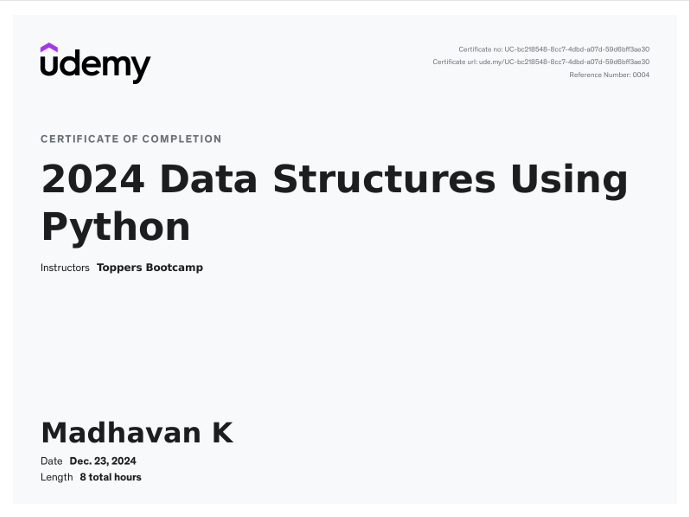 udemy
Certificate no: UC-bc218548-8cc7-4dbd-a07d-59d6bff3ae30
Certificate url: ude.my/UC-bc218548-8cc7-4dbd-a07d-59d6bff3ae30
Reference Number: 0004
CERTIFICATE OF COMPLETION
2024 Data Structures Using
Python
Instructors Toppers Bootcamp
Madhavan K
Date Dec. 23, 2024
Length 8 total hours